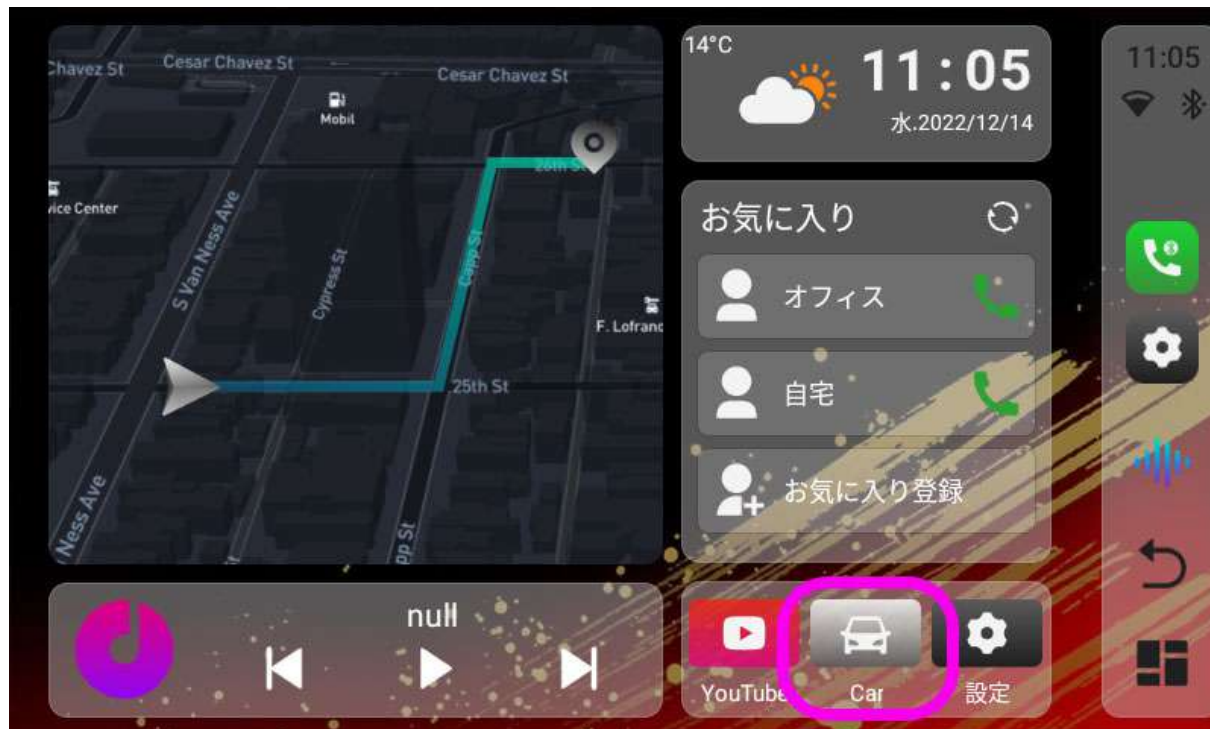 Chavez St
Cesar Chavez St
Cesar Chavez St
Mobil
26th St
vice Center
S Van Ness Ave
Cypress St
Capp St
F. Lofranc
25th St
Ness Ave
pp St
14°C
11:05
水.2022/12/14
お気に入り
オフィス
自宅
お気に入り登録
null
YouTube
Car
設定
11:05